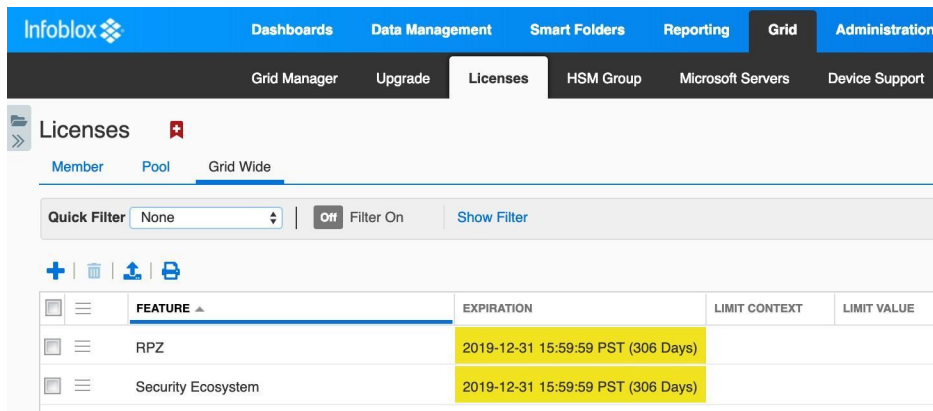 Infoblox Dashboards Data Management Smart Folders Reporting Grid Administration
Grid Manager Upgrade Licenses HSM Group Microsoft Servers Device Support
Licenses
Member Pool Grid Wide
Quick Filter None Off Filter On Show Filter
FEATURE EXPIRATION LIMIT CONTEXT LIMIT VALUE
RPZ 2019-12-31 15:59:59 PST (306 Days)
Security Ecosystem 2019-12-31 15:59:59 PST (306 Days)